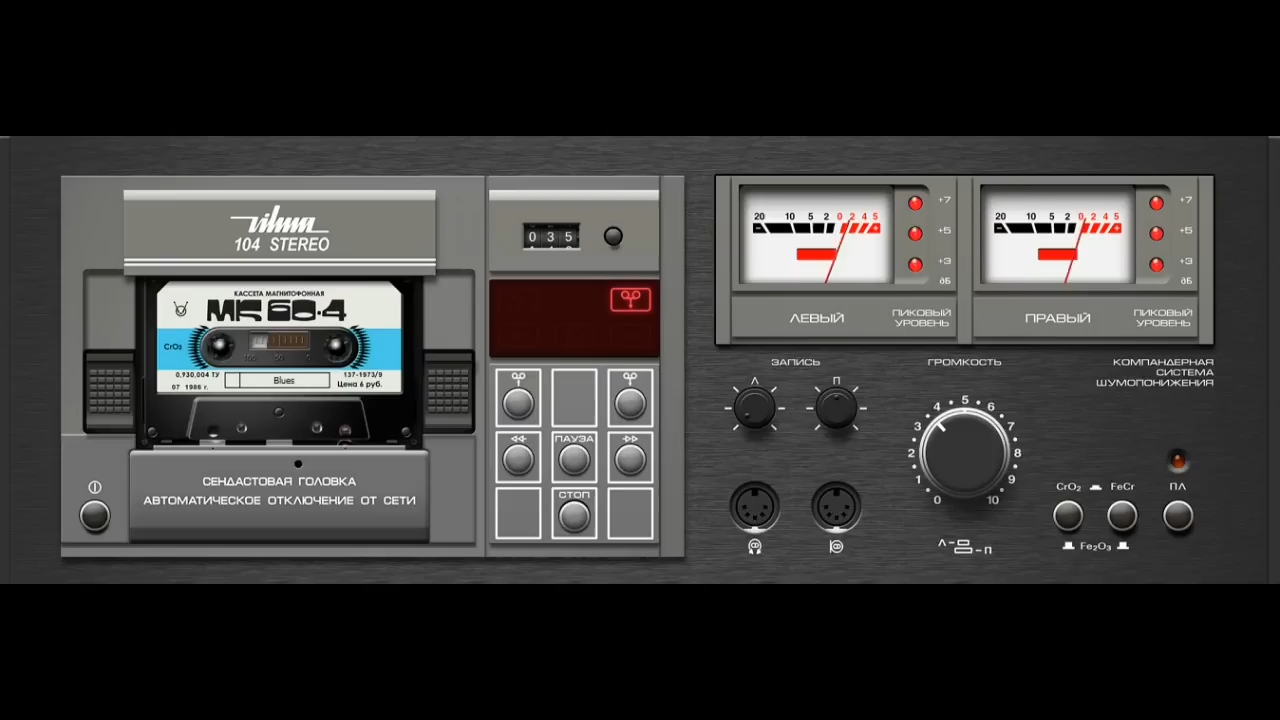 vilma
104 STEREO
КАССЕТА МАГНИТОФОННАЯ
МК 60-4
CrO₂
100 50 0
0,930,004 ТУ
137-1973/9
07 1986 г.
Blues
Цена 6 руб.
СЕНДАСТОВАЯ ГОЛОВКА
АВТОМАТИЧЕСКОЕ ОТКЛЮЧЕНИЕ ОТ СЕТИ
035
ПАУЗА
СТОП
20 10 5 2 0 2 4 5
+7
+5
+3
дБ
ЛЕВЫЙ
ПИКОВЫЙ
УРОВЕНЬ
20 10 5 2 0 2 4 5
+7
+5
+3
дБ
ПРАВЫЙ
ПИКОВЫЙ
УРОВЕНЬ
ЗАПИСЬ
Л П
ГРОМКОСТЬ
0 1 2 3 4 5 6 7 8 9 10
Л П
КОМПАНДЕРНАЯ
СИСТЕМА
ШУМОПОНИЖЕНИЯ
CrO₂ FeCr
ПЛ
Fe₂O₃